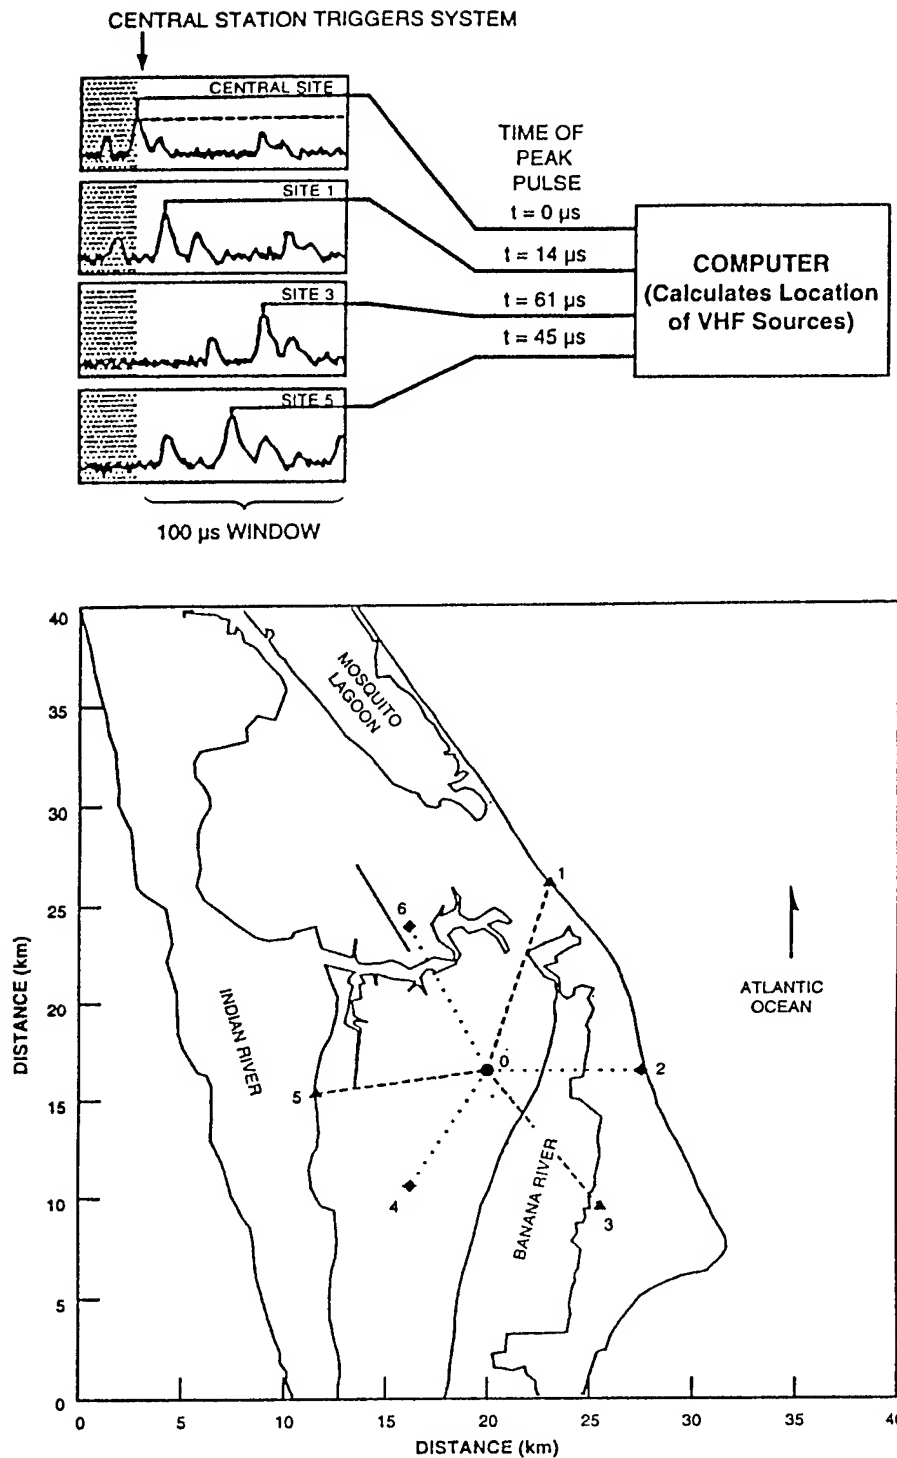 CENTRAL STATION TRIGGERS SYSTEM
CENTRAL SITE
SITE 1
SITE 3
SITE 5
100 µs WINDOW
TIME OF
PEAK
PULSE
t = 0 µs
t = 14 µs
t = 61 µs
t = 45 µs
COMPUTER
(Calculates Location
of VHF Sources)
40
35
30
25
20
15
10
5
0
DISTANCE (km)
MOSQUITO
LAGOON
INDIAN RIVER
BANANA RIVER
ATLANTIC
OCEAN
1
6
0
2
5
4
3
0
5
10
15
20
25
30
35
40
DISTANCE (km)